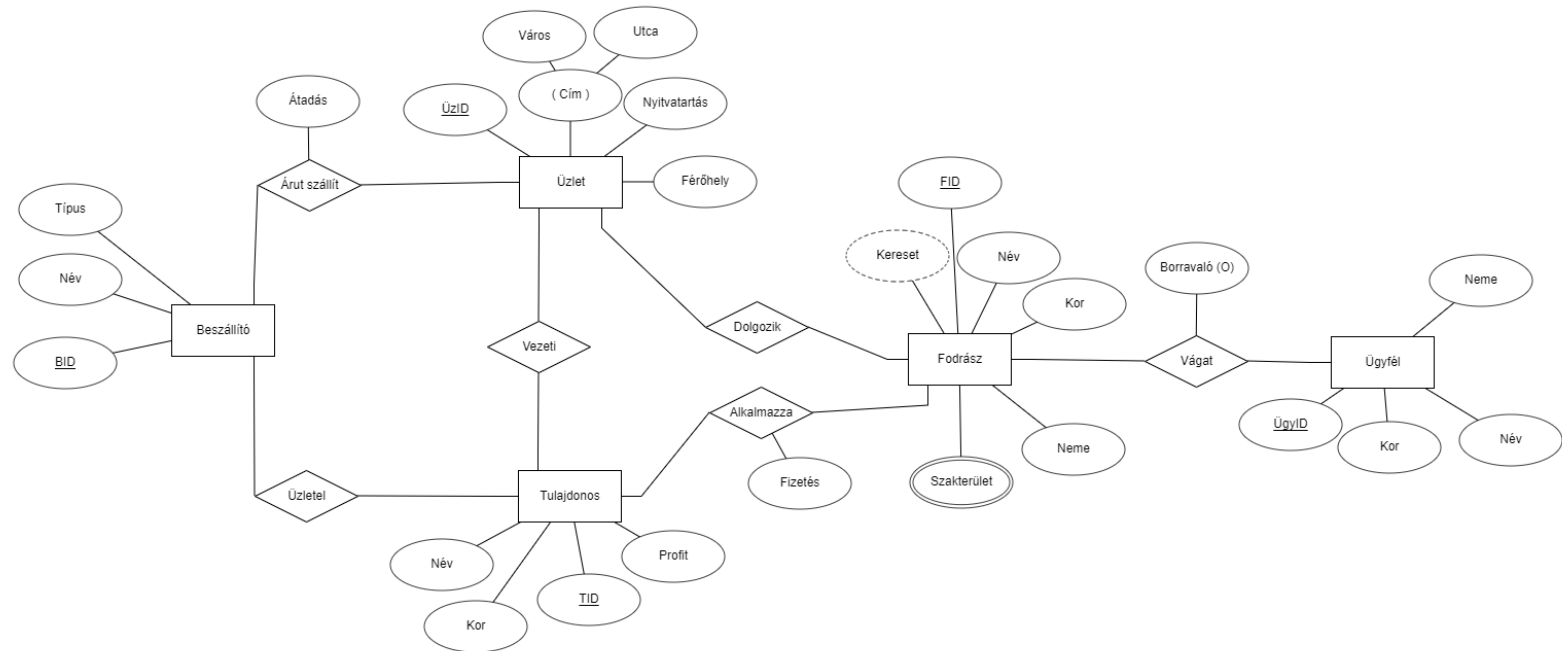 Város
Utca
( Cím )
Átadás
ÜzID
Nyitvatartás
Árut szállít
Üzlet
Férőhely
FID
Típus
Kereset
Név
Borravaló (O)
Neme
Név
Kor
Beszállító
Dolgozik
Vezeti
Fodrász
Vágat
Ügyfél
BID
Alkalmazza
ÜgyID
Kor
Név
Neme
Fizetés
Szakterület
Üzletel
Tulajdonos
Név
Profit
TID
Kor